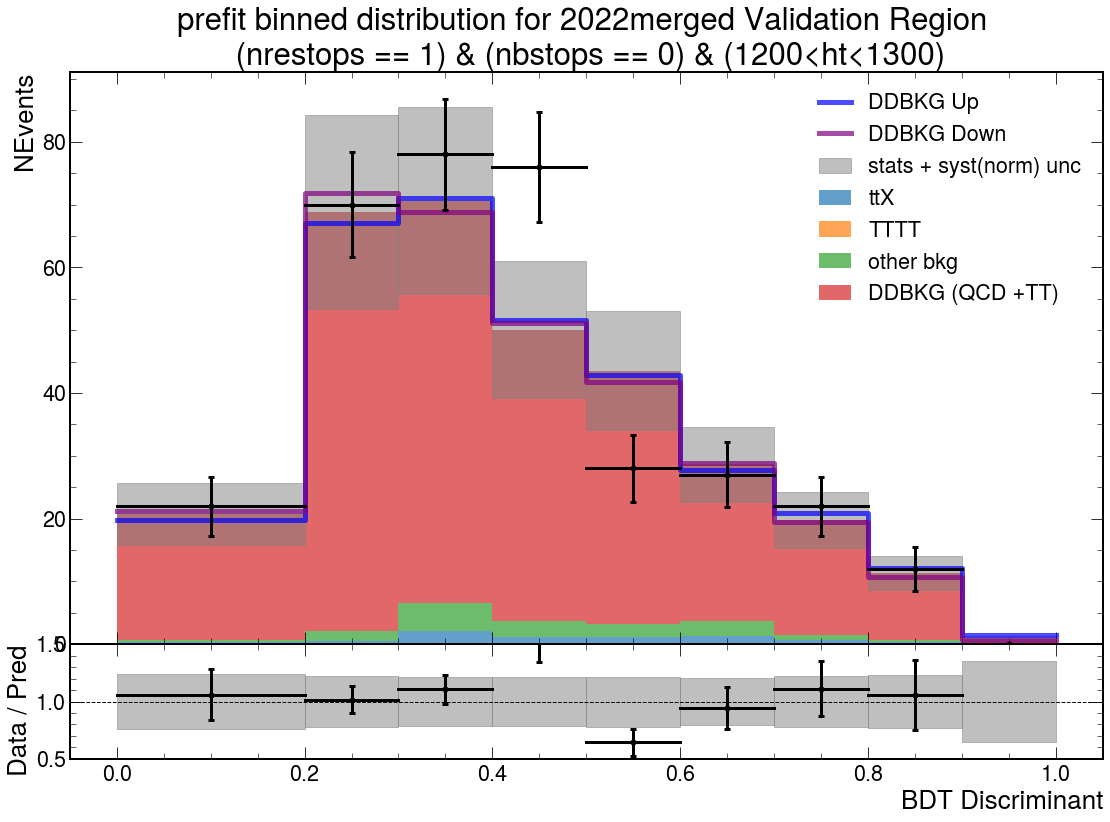 prefit binned distribution for 2022merged Validation Region
(nrestops == 1) & (nbstops == 0) & (1200<ht<1300)
NEvents
80
60
40
20
0
DDBKG Up
DDBKG Down
stats + syst(norm) unc
ttX
TTTT
other bkg
DDBKG (QCD +TT)
Data / Pred
1.5
1.0
0.5
0.0
0.2
0.4
0.6
0.8
1.0
BDT Discriminant